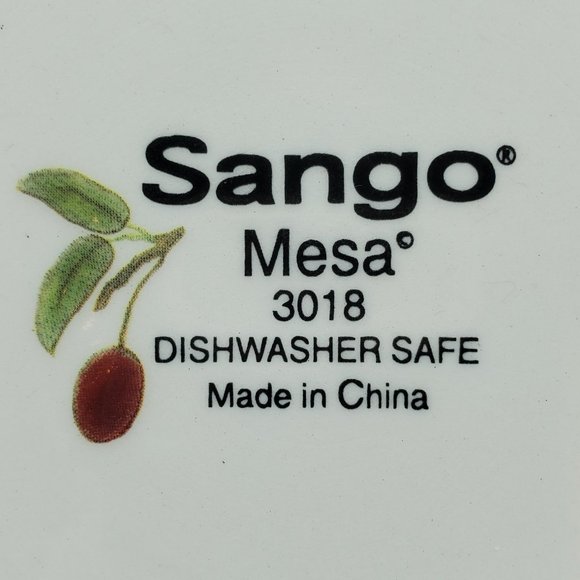 Sango®
Mesa©
3018
DISHWASHER SAFE
Made in China